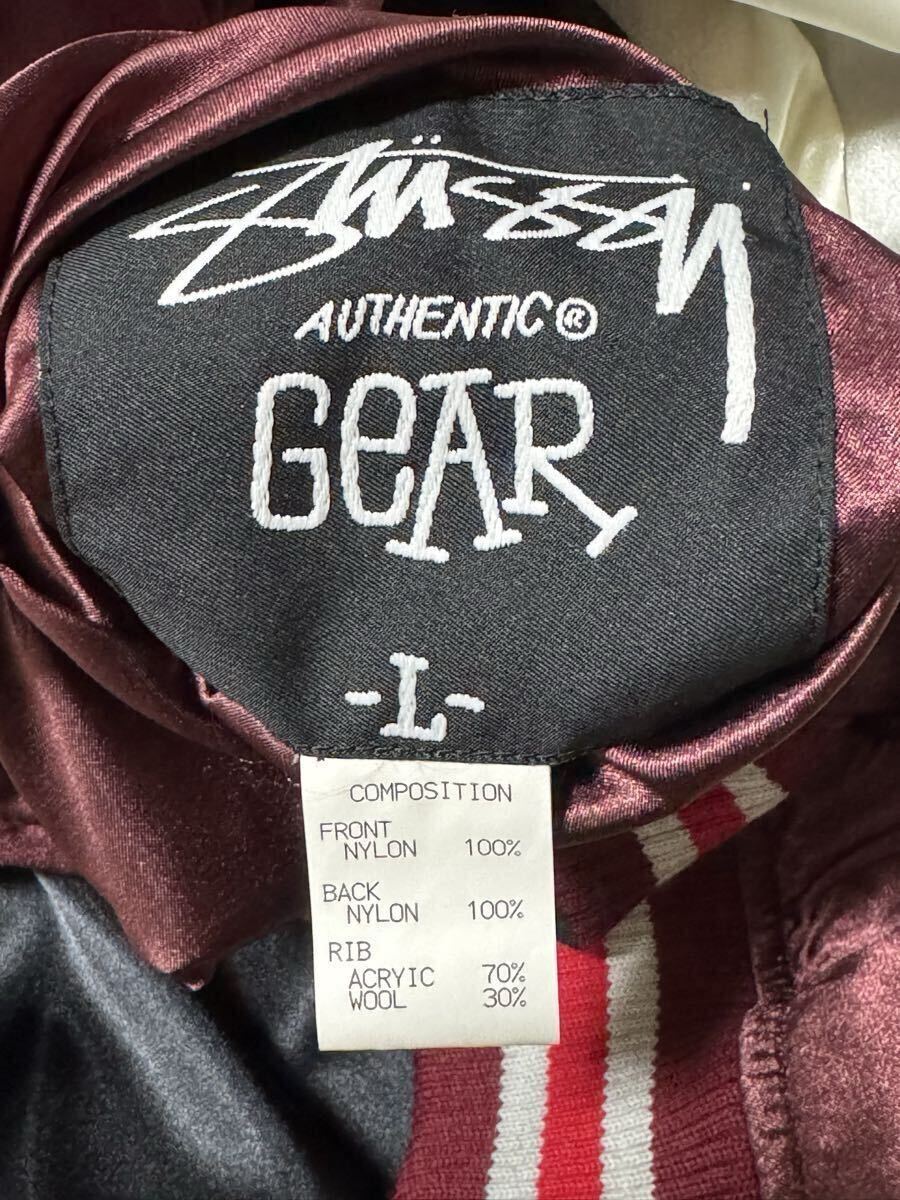 Stüssy
AUTHENTIC®
GeAR
-L-
COMPOSITION
FRONT
NYLON 100%
BACK
NYLON 100%
RIB
ACRYIC 70%
WOOL 30%